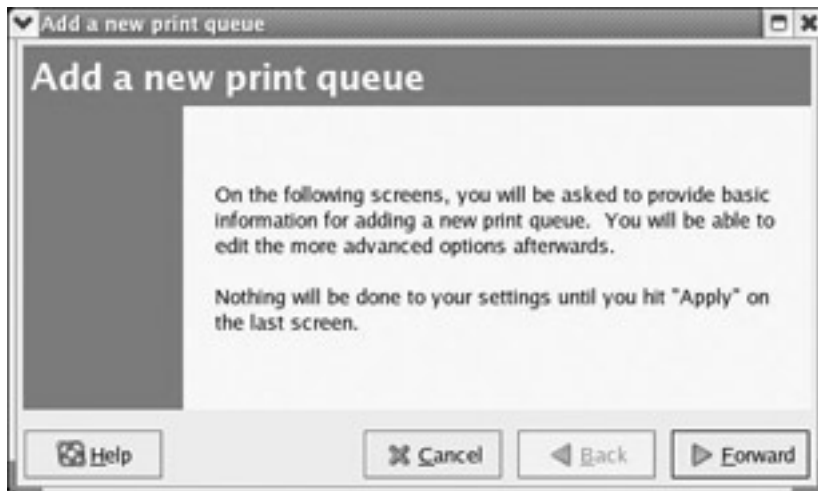 Add a new print queue
Add a new print queue
On the following screens, you will be asked to provide basic
information for adding a new print queue. You will be able to
edit the more advanced options afterwards.
Nothing will be done to your settings until you hit "Apply" on
the last screen.
Help
Cancel
Back
Forward